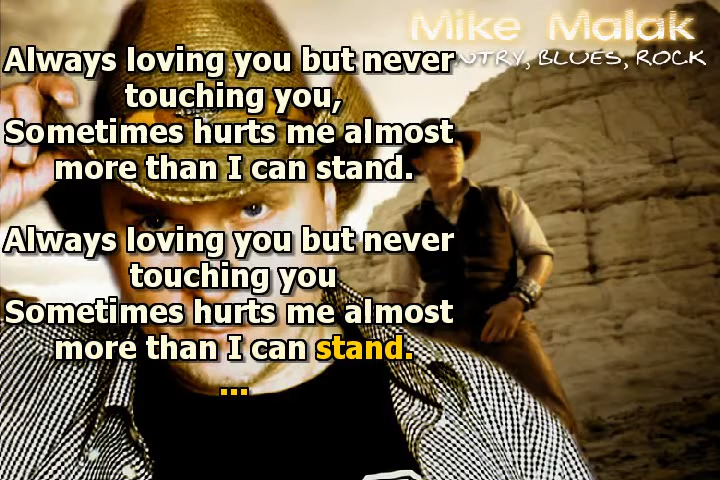 Mike Malak
NTRY, BLUES, ROCK
Always loving you but never
touching you,
Sometimes hurts me almost
more than I can stand.
Always loving you but never
touching you
Sometimes hurts me almost
more than I can stand.
...